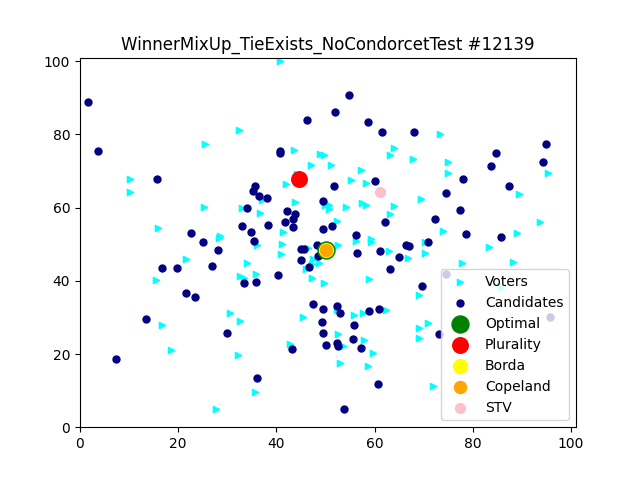 WinnerMixUp_TieExists_NoCondorcetTest #12139
100
80
60
40
20
0
0 20 40 60 80 100
Voters
Candidates
Optimal
Plurality
Borda
Copeland
STV